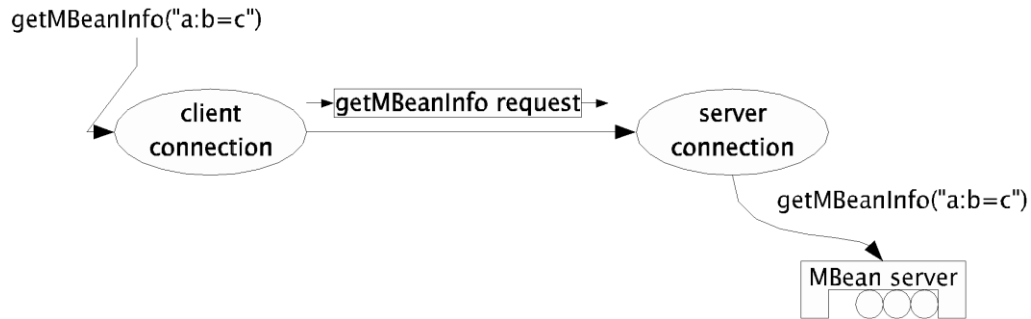 getMBeanInfo("a:b=c")
client
connection
getMBeanInfo request
server
connection
getMBeanInfo("a:b=c")
MBean server